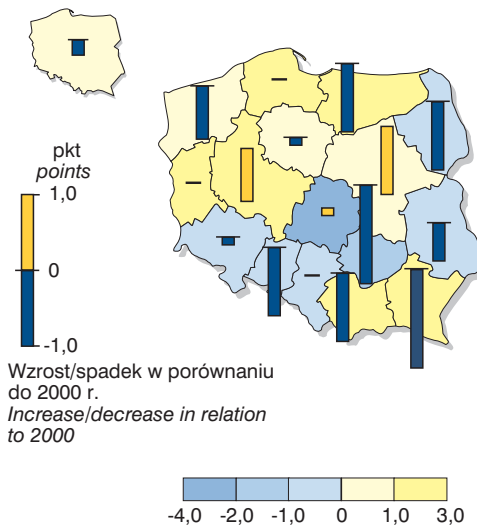 pkt
points
1,0
0
-1,0
Wzrost/spadek w porównaniu
do 2000 r.
Increase/decrease in relation
to 2000
-4,0 -2,0 -1,0 0 1,0 3,0